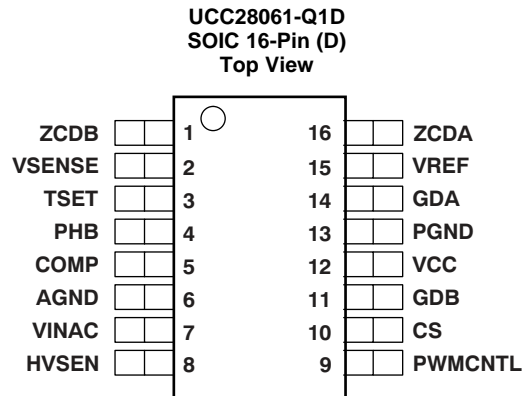 UCC28061-Q1D
SOIC 16-Pin (D)
Top View
ZCDB 1 16 ZCDA
VSENSE 2 15 VREF
TSET 3 14 GDA
PHB 4 13 PGND
COMP 5 12 VCC
AGND 6 11 GDB
VINAC 7 10 CS
HVSEN 8 9 PWMCNTL